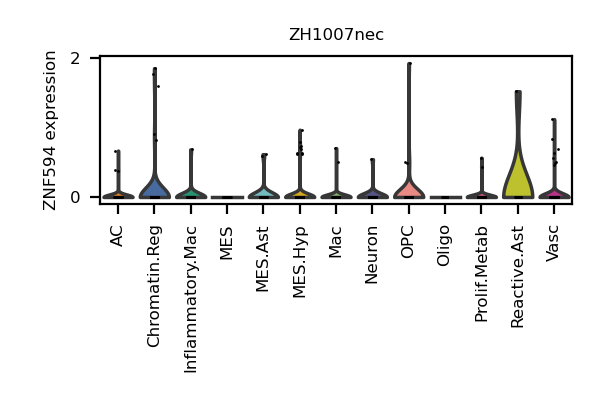 ZH1007nec
ZNF594 expression
2
0
AC
Chromatin.Reg
Inflammatory.Mac
MES
MES.Ast
MES.Hyp
Mac
Neuron
OPC
Oligo
Prolif.Metab
Reactive.Ast
Vasc